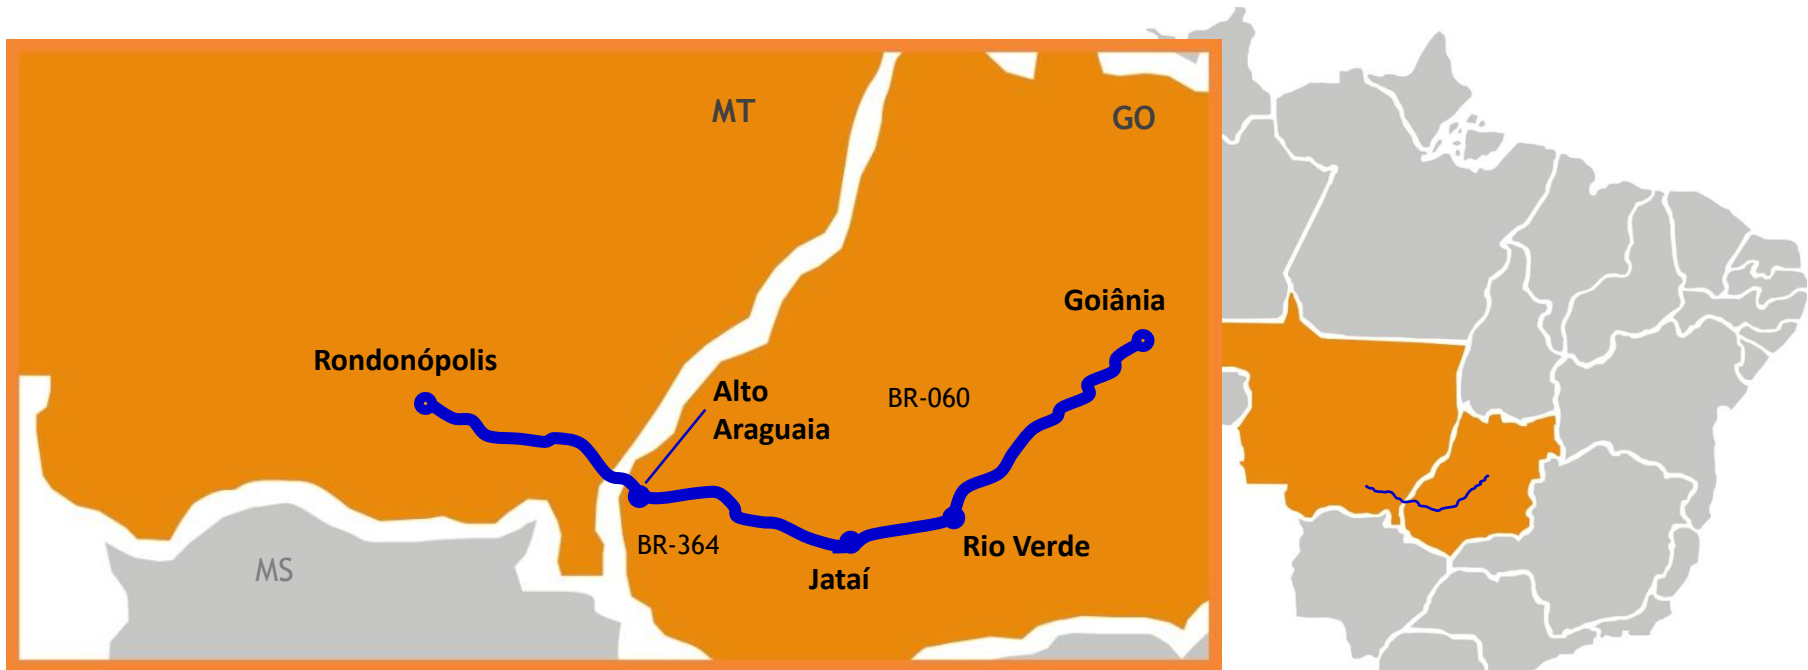 MT
GO
Goiânia
Rondonópolis
Alto
Araguaia
BR-060
BR-364
Rio Verde
MS
Jataí